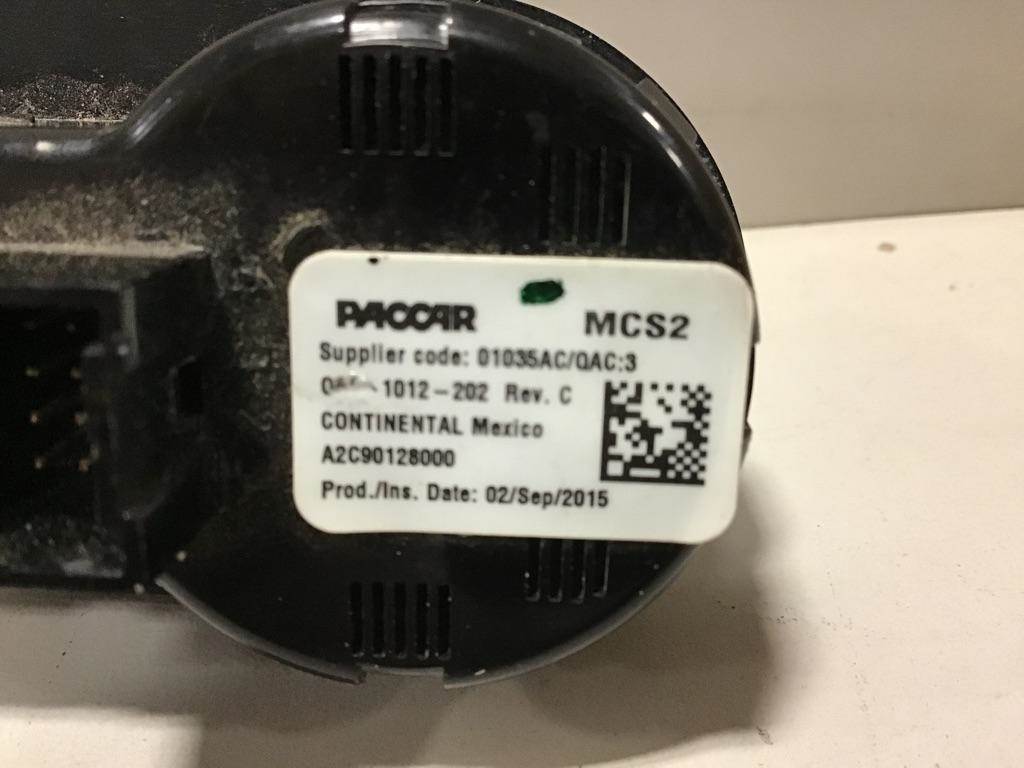 PACCAR MCS2
Supplier code: 01035AC/QAC:3
1012-202 Rev. C
CONTINENTAL Mexico
A2C90128000
Prod./Ins. Date: 02/Sep/2015